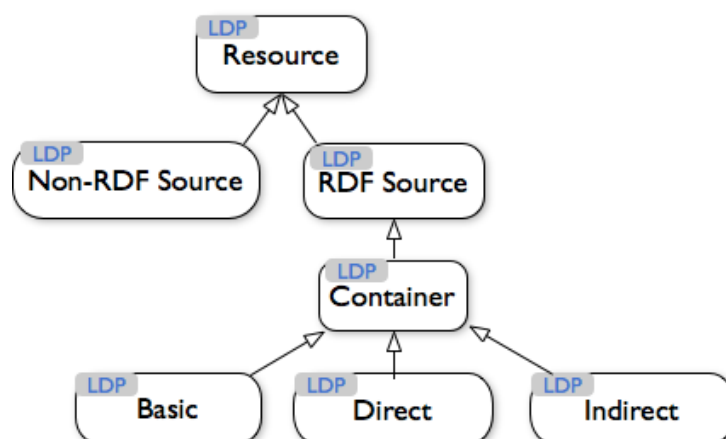 LDP
Resource
LDP
Non-RDF Source
LDP
RDF Source
LDP
Container
LDP
Basic
LDP
Direct
LDP
Indirect